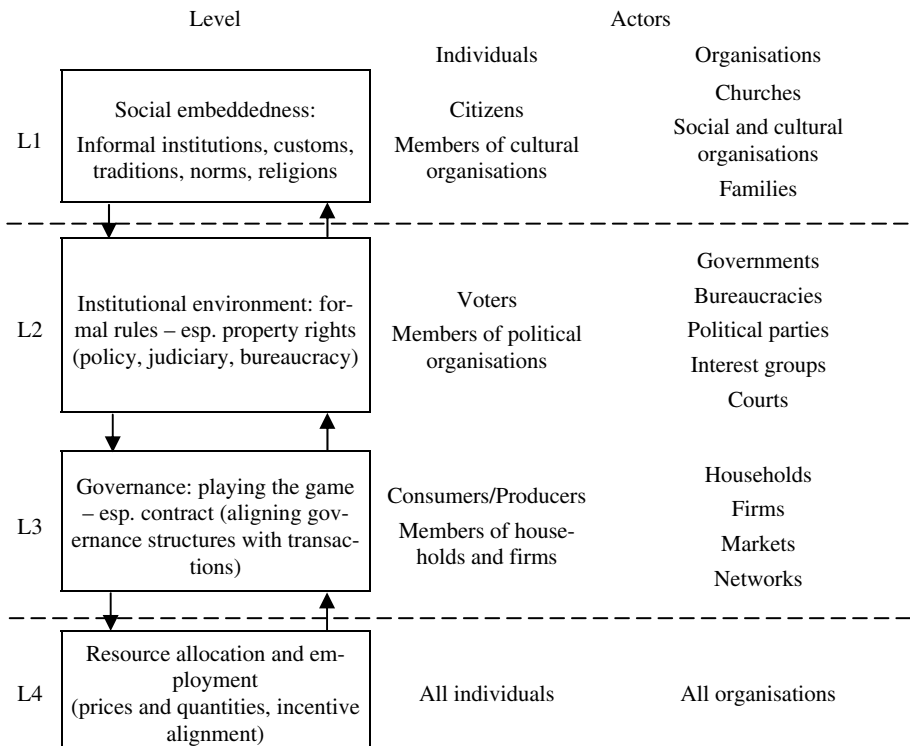 Level
Actors
Individuals
Organisations
L1
Social embeddedness:
Informal institutions, customs,
traditions, norms, religions
Citizens
Members of cultural
organisations
Churches
Social and cultural
organisations
Families
L2
Institutional environment: for-
mal rules – esp. property rights
(policy, judiciary, bureaucracy)
Voters
Members of political
organisations
Governments
Bureaucracies
Political parties
Interest groups
Courts
L3
Governance: playing the game
– esp. contract (aligning gov-
ernance structures with transac-
tions)
Consumers/Producers
Members of house-
holds and firms
Households
Firms
Markets
Networks
L4
Resource allocation and em-
ployment
(prices and quantities, incentive
alignment)
All individuals
All organisations